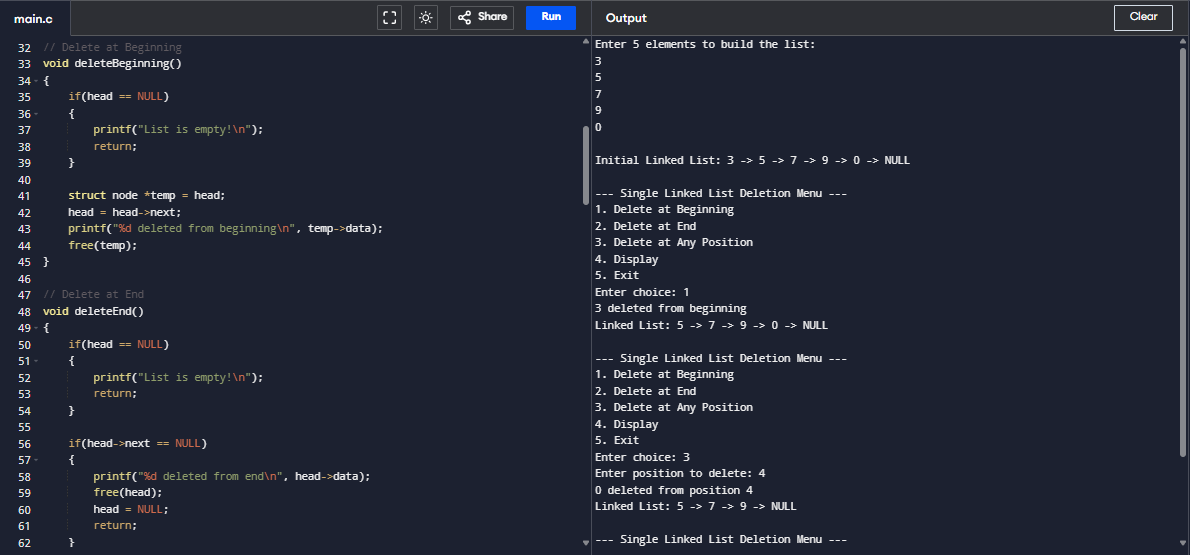 main.c
Share
Run
Output
Clear
32 // Delete at Beginning
33 void deleteBeginning()
34 {
35     if(head == NULL)
36     {
37         printf("List is empty!\n");
38         return;
39     }
40
41     struct node *temp = head;
42     head = head->next;
43     printf("%d deleted from beginning\n", temp->data);
44     free(temp);
45 }
46
47 // Delete at End
48 void deleteEnd()
49 {
50     if(head == NULL)
51     {
52         printf("List is empty!\n");
53         return;
54     }
55
56     if(head->next == NULL)
57     {
58         printf("%d deleted from end\n", head->data);
59         free(head);
60         head = NULL;
61         return;
62     }
Enter 5 elements to build the list:
3
5
7
9
0
Initial Linked List: 3 -> 5 -> 7 -> 9 -> 0 -> NULL
--- Single Linked List Deletion Menu ---
1. Delete at Beginning
2. Delete at End
3. Delete at Any Position
4. Display
5. Exit
Enter choice: 1
3 deleted from beginning
Linked List: 5 -> 7 -> 9 -> 0 -> NULL
--- Single Linked List Deletion Menu ---
1. Delete at Beginning
2. Delete at End
3. Delete at Any Position
4. Display
5. Exit
Enter choice: 3
Enter position to delete: 4
0 deleted from position 4
Linked List: 5 -> 7 -> 9 -> NULL
--- Single Linked List Deletion Menu ---